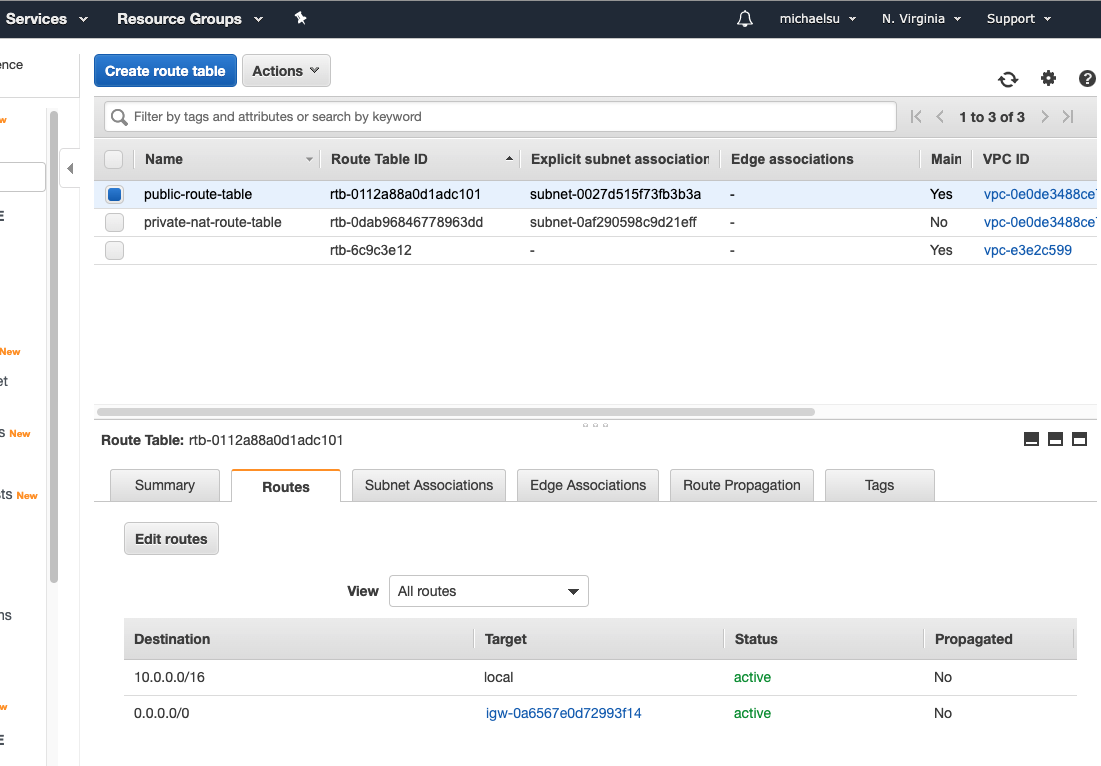 Services Resource Groups michaelsu N. Virginia Support
ence
Create route table Actions
Filter by tags and attributes or search by keyword 1 to 3 of 3
Name Route Table ID Explicit subnet association Edge associations Main VPC ID
public-route-table rtb-0112a88a0d1adc101 subnet-0027d515f73fb3b3a - Yes vpc-0e0de3488ce
private-nat-route-table rtb-0dab96846778963dd subnet-0af290598c9d21eff - No vpc-0e0de3488ce
rtb-6c9c3e12 - - Yes vpc-e3e2c599
New
et
s New
Route Table: rtb-0112a88a0d1adc101
Summary Routes Subnet Associations Edge Associations Route Propagation Tags
ts New
Edit routes
View All routes
ns
Destination Target Status Propagated
10.0.0.0/16 local active No
0.0.0.0/0 igw-0a6567e0d72993f14 active No